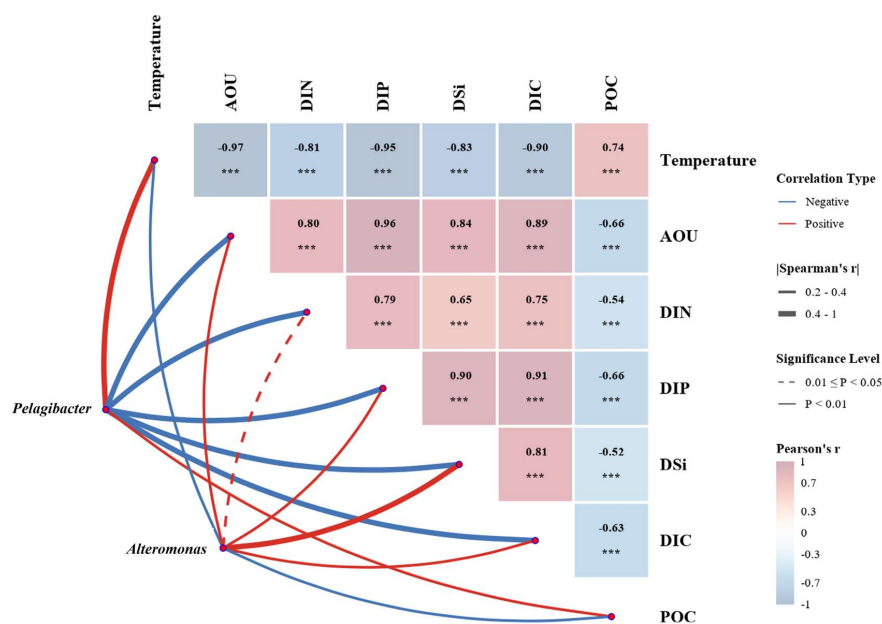 Temperature
AOU
DIN
DIP
DSi
DIC
POC
-0.97 -0.81 -0.95 -0.83 -0.90 0.74
*** *** *** *** *** ***
Temperature
0.80 0.96 0.84 0.89 -0.66
*** *** *** *** ***
AOU
0.79 0.65 0.75 -0.54
*** *** *** ***
DIN
0.90 0.91 -0.66
*** *** ***
DIP
0.81 -0.52
*** ***
DSi
-0.63
***
DIC
POC
Pelagibacter
Alteromonas
Correlation Type
Negative
Positive
|Spearman's r|
0.2 - 0.4
0.4 - 1
Significance Level
0.01 ≤ P < 0.05
P < 0.01
Pearson's r
1
0.7
0.3
0
-0.3
-0.7
-1